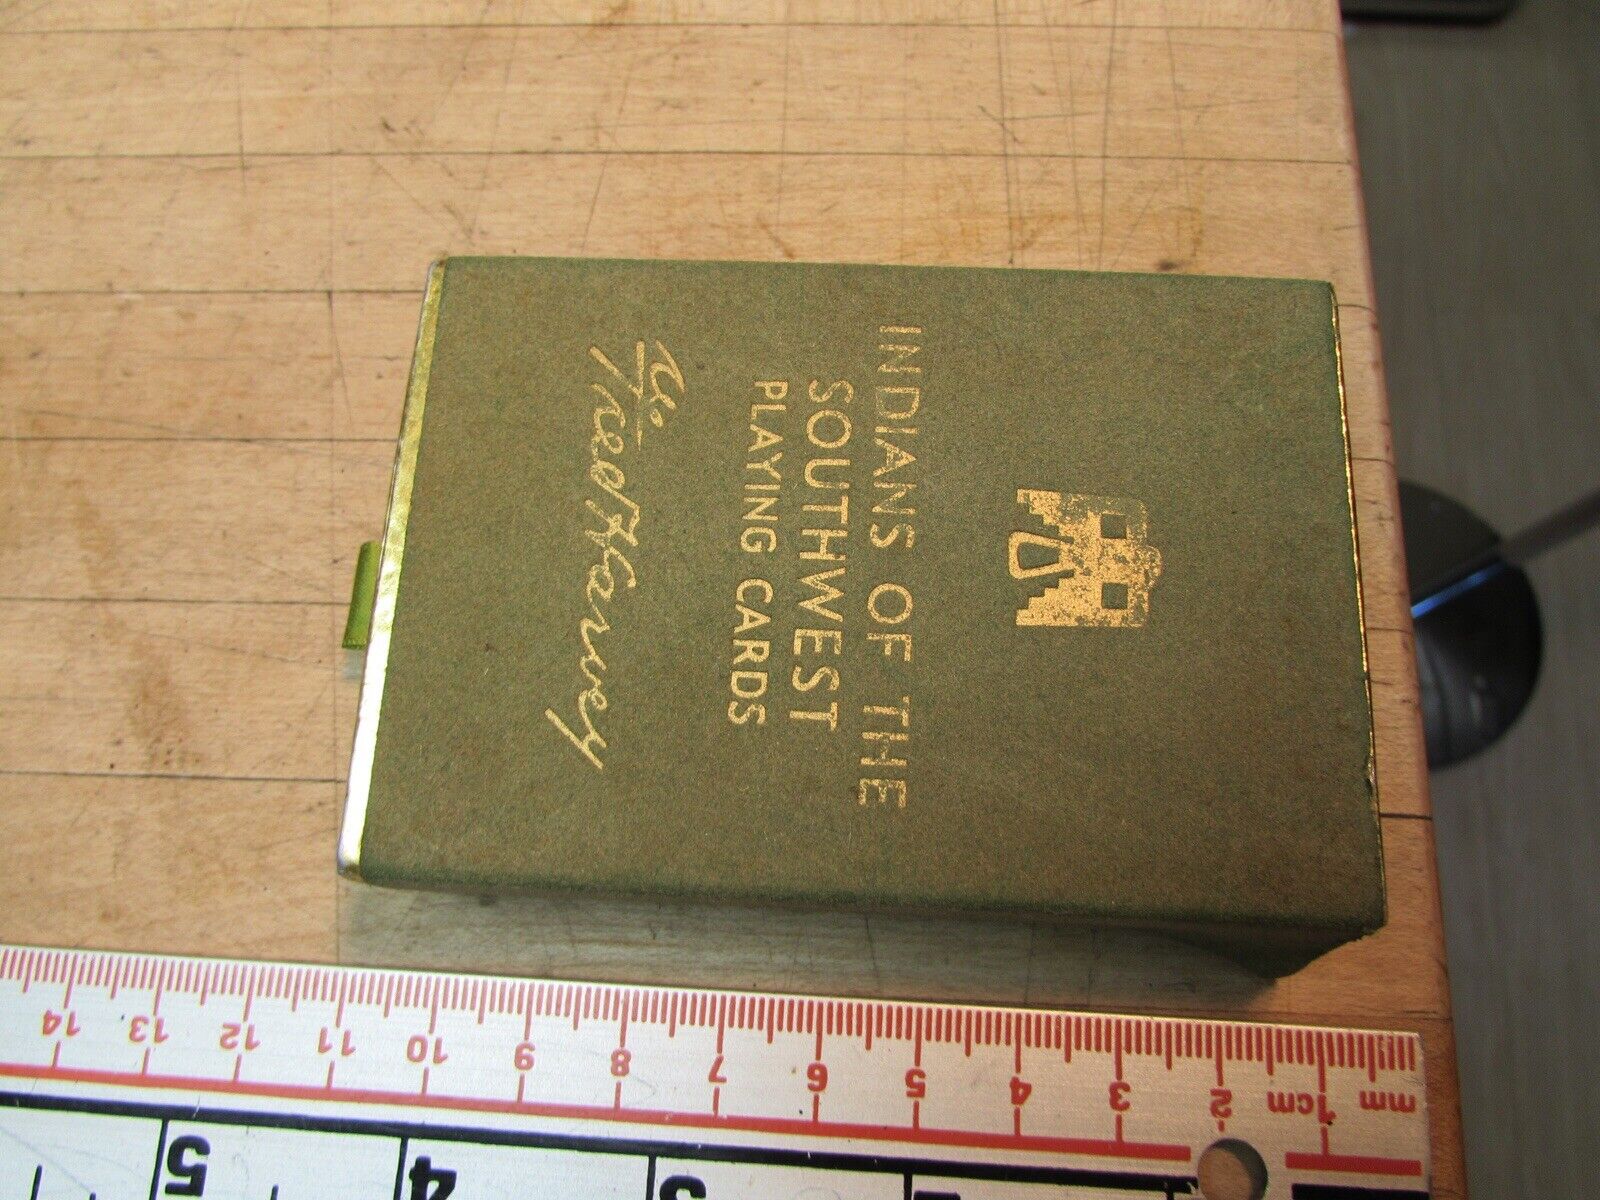 INDIANS OF THE
SOUTHWEST
PLAYING CARDS
via
Fred Harvey
mm 1cm 2 3 4 5 6 7 8 9 10 11 12 13 14
3 4 5